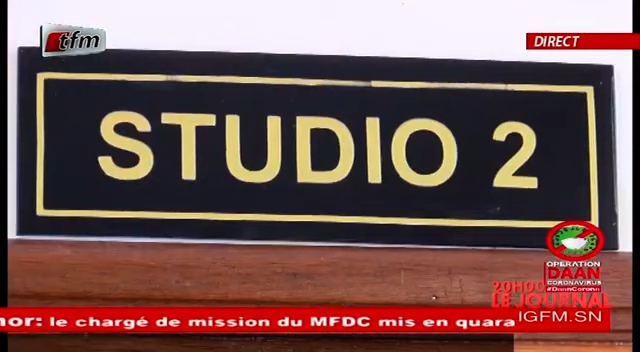 tfm
DIRECT
STUDIO 2
OPERATION
DAAN
CORONAVIRUS
#DaanCorona
20H00
LE JOURNAL
nor: le chargé de mission du MFDC mis en quara
IGFM.SN